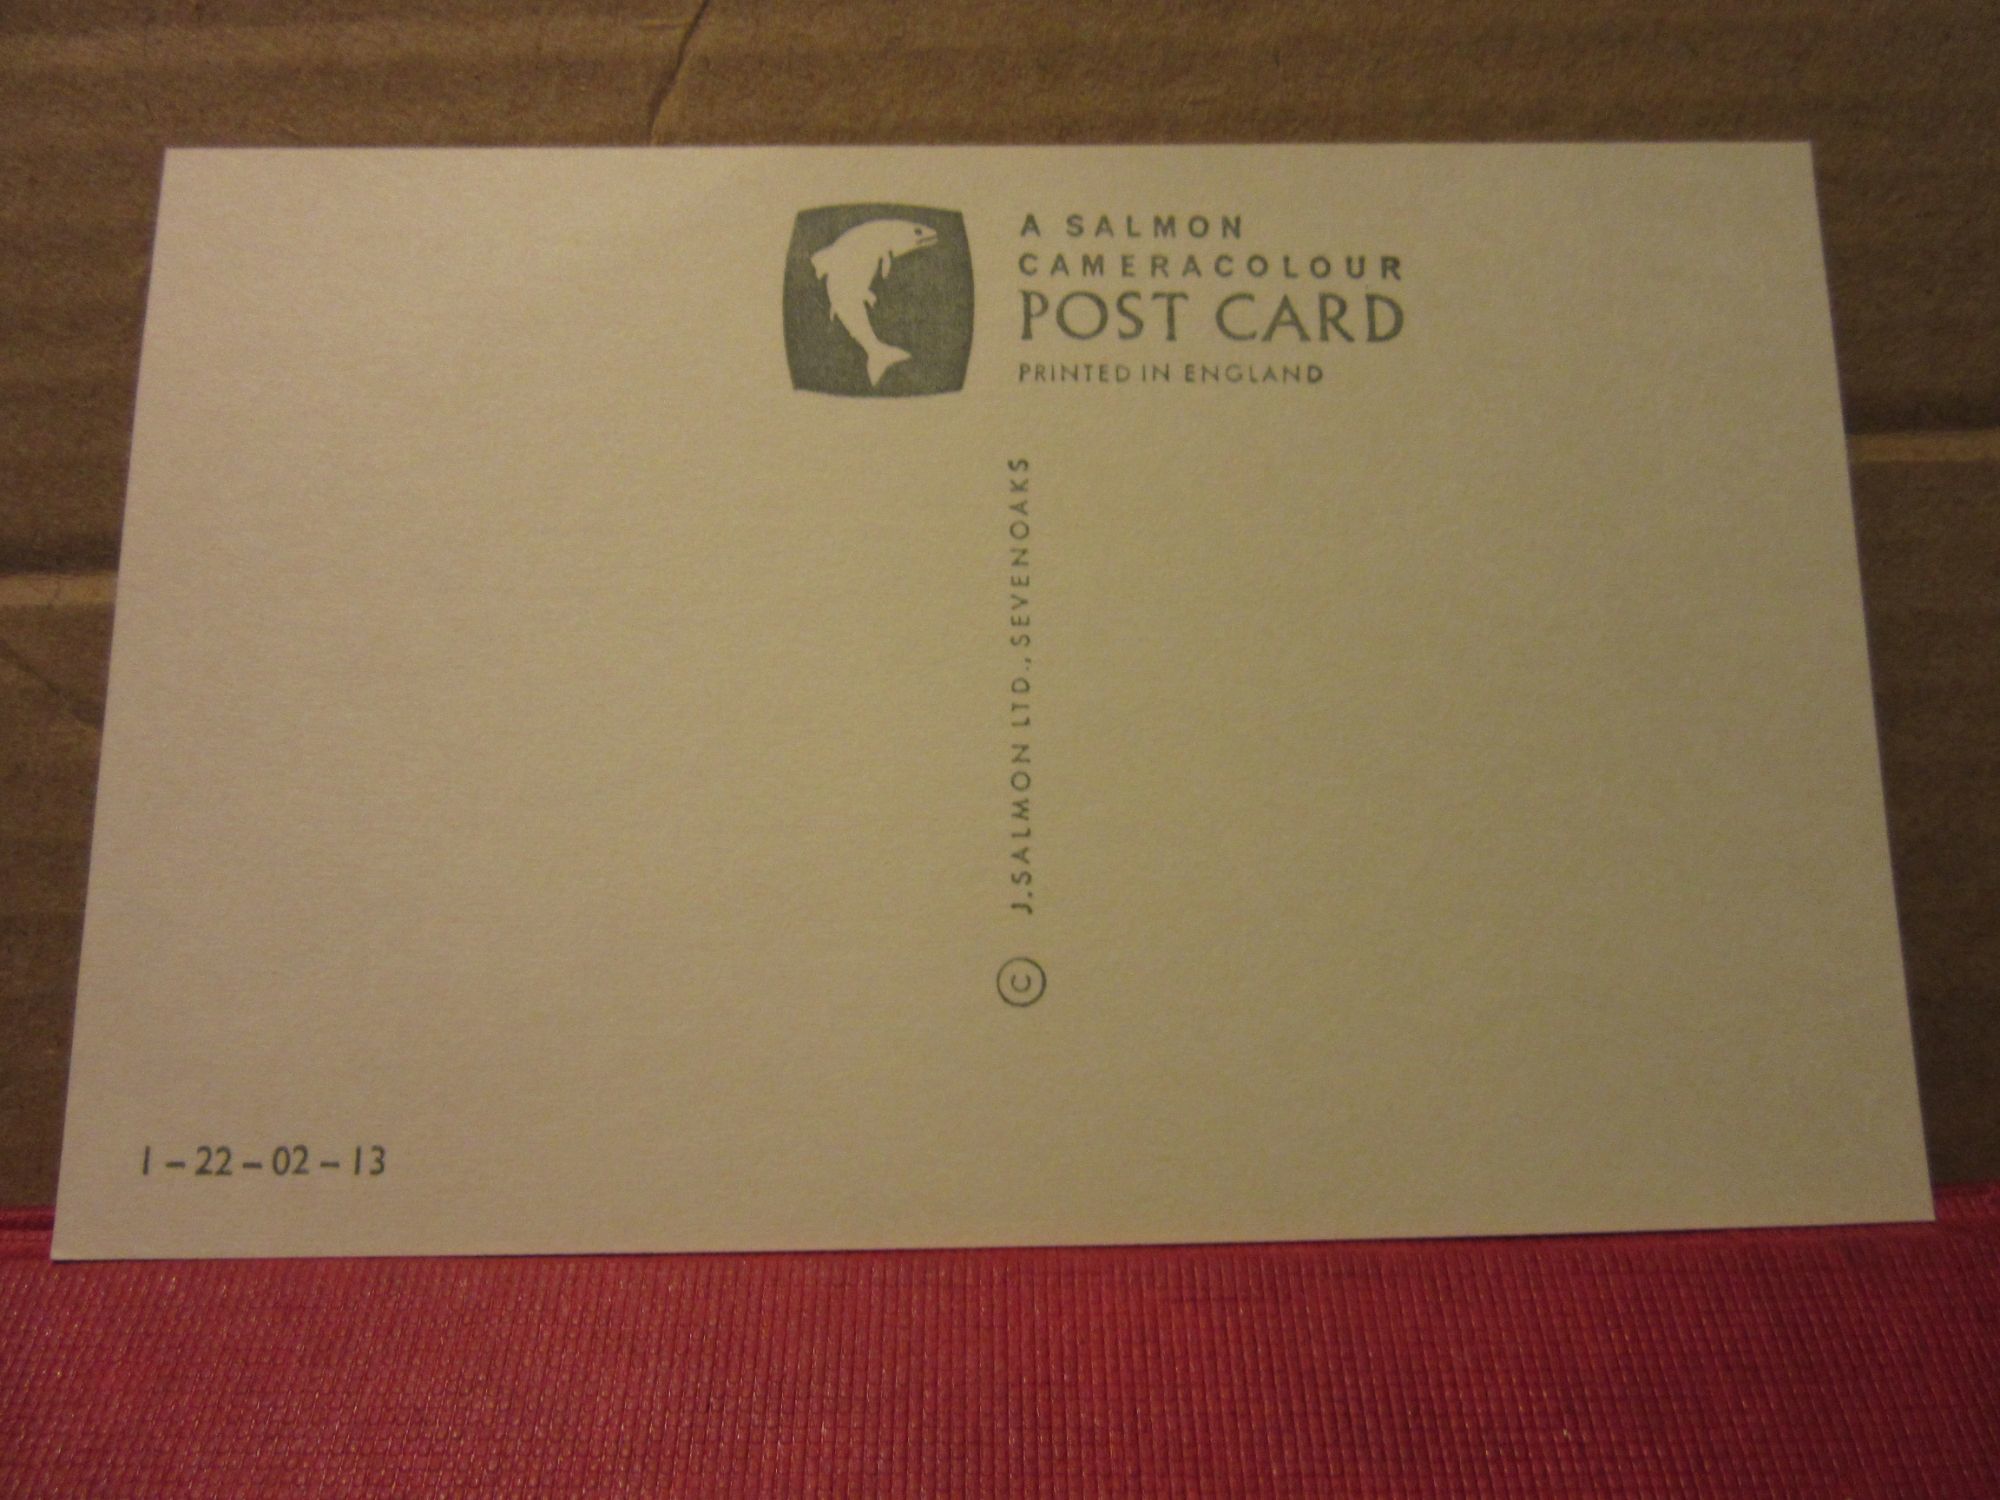 A SALMON
CAMERACOLOUR
POST CARD
PRINTED IN ENGLAND
© J. SALMON LTD., SEVENOAKS
1-22-02-13